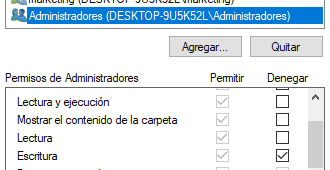 marketing (DESKTOP-9U5K52L\marketing)
Administradores (DESKTOP-9U5K52L\Administradores)
Agregar... Quitar
Permisos de Administradores Permitir Denegar
Lectura y ejecución
Mostrar el contenido de la carpeta
Lectura
Escritura